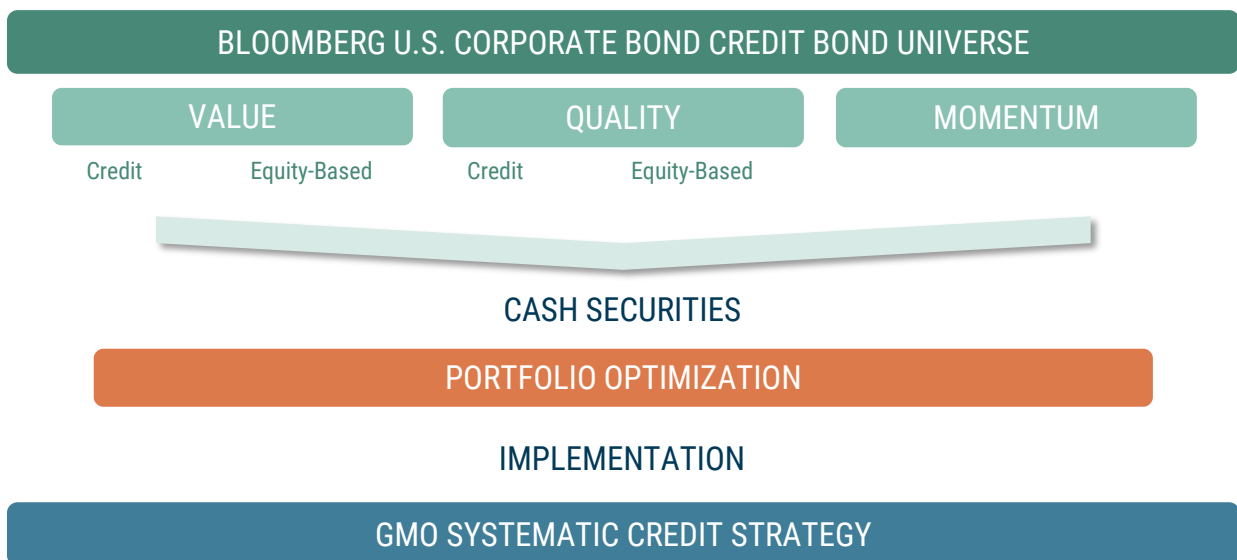 BLOOMBERG U.S. CORPORATE BOND CREDIT BOND UNIVERSE
VALUE QUALITY MOMENTUM
Credit Equity-Based Credit Equity-Based
CASH SECURITIES
PORTFOLIO OPTIMIZATION
IMPLEMENTATION
GMO SYSTEMATIC CREDIT STRATEGY